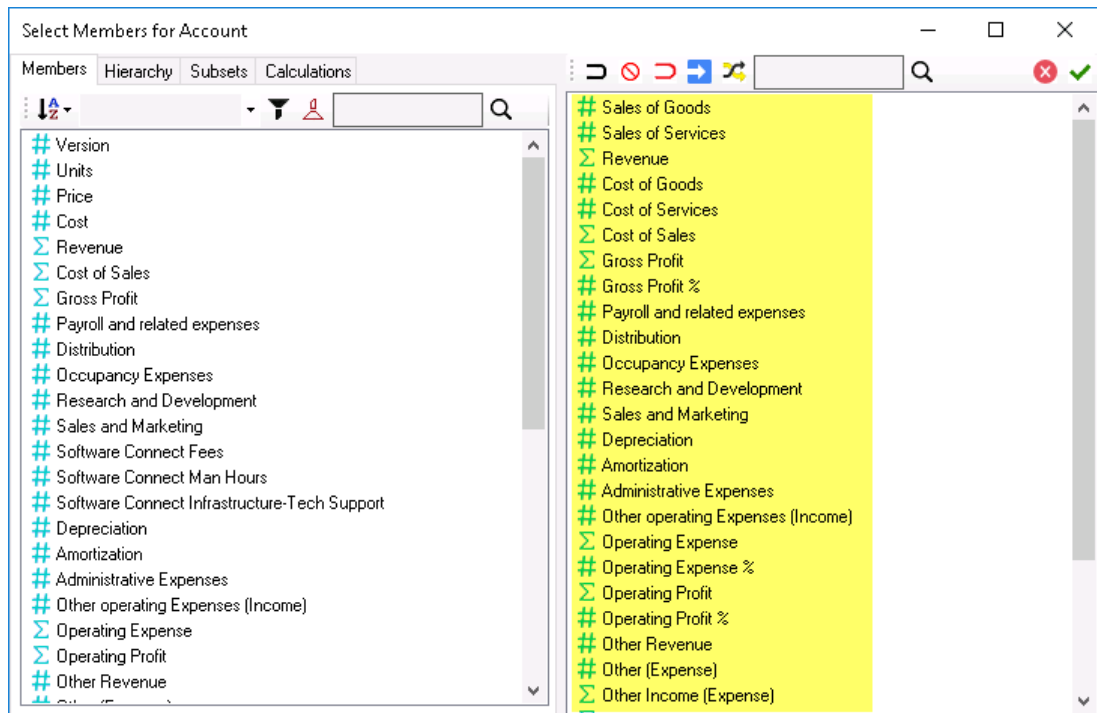 Select Members for Account
Members Hierarchy Subsets Calculations
Version
Units
Price
Cost
Revenue
Cost of Sales
Gross Profit
Payroll and related expenses
Distribution
Occupancy Expenses
Research and Development
Sales and Marketing
Software Connect Fees
Software Connect Man Hours
Software Connect Infrastructure-Tech Support
Depreciation
Amortization
Administrative Expenses
Other operating Expenses (Income)
Operating Expense
Operating Profit
Other Revenue
Sales of Goods
Sales of Services
Revenue
Cost of Goods
Cost of Services
Cost of Sales
Gross Profit
Gross Profit %
Payroll and related expenses
Distribution
Occupancy Expenses
Research and Development
Sales and Marketing
Depreciation
Amortization
Administrative Expenses
Other operating Expenses (Income)
Operating Expense
Operating Expense %
Operating Profit
Operating Profit %
Other Revenue
Other (Expense)
Other Income (Expense)